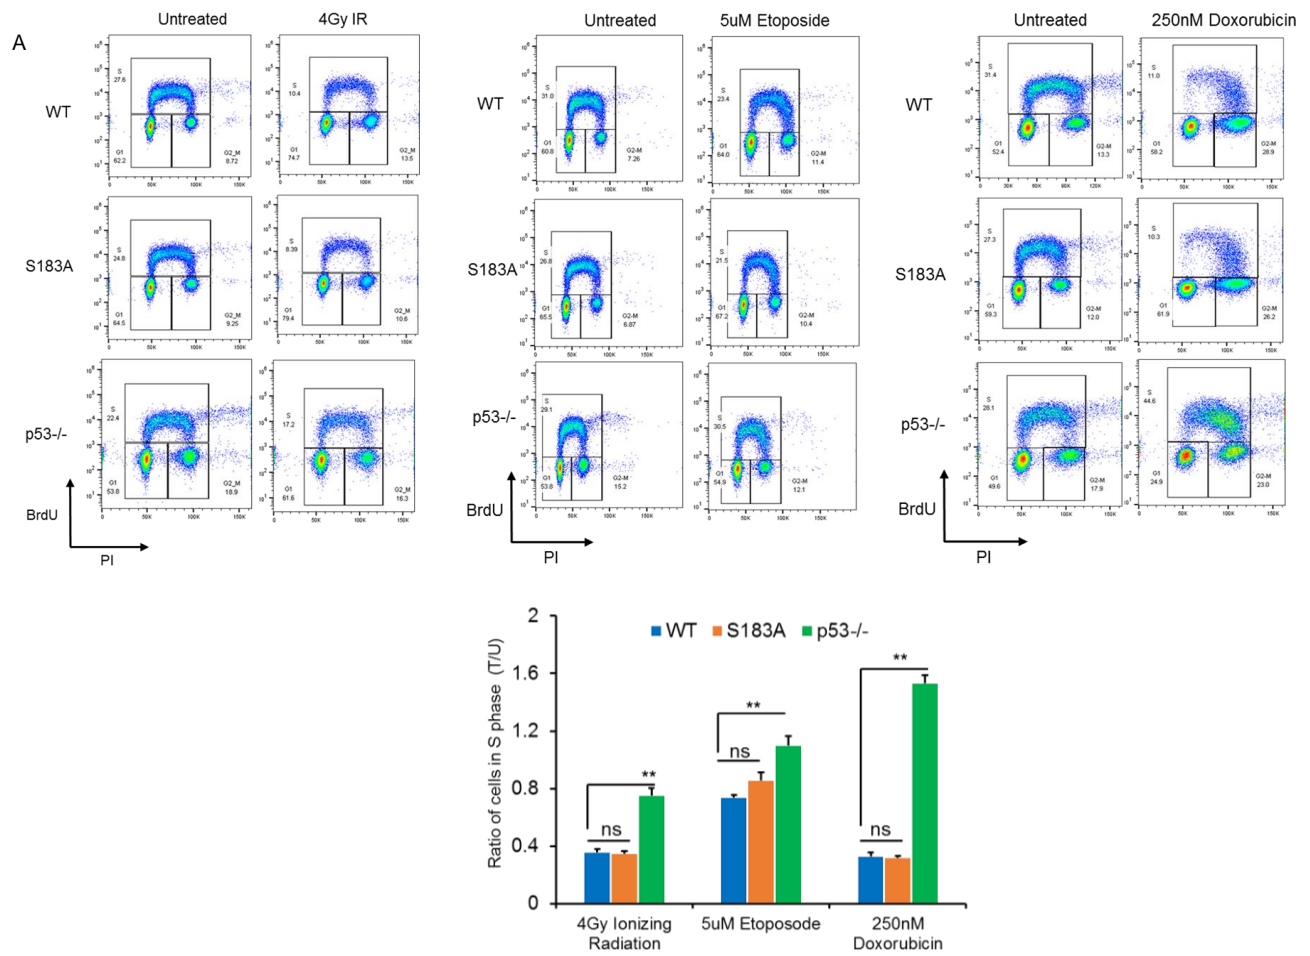 A
Untreated
4Gy IR
Untreated
5uM Etoposide
Untreated
250nM Doxorubicin
WT
S
27.6
G1
62.2
G2_M
8.72
S
10.4
G1
74.7
G2_M
13.5
WT
S
31.0
G1
60.8
G2-M
7.26
S
23.4
G1
64.0
G2-M
11.4
WT
S
31.4
G1
52.4
G2-M
13.3
S
11.0
G1
58.2
G2-M
28.9
S183A
S
24.8
G1
64.5
G2_M
9.25
S
8.39
G1
79.4
G2_M
10.6
S183A
S
26.8
G1
65.5
G2-M
6.87
S
21.5
G1
67.2
G2-M
10.4
S183A
S
27.3
G1
59.3
G2-M
12.0
S
10.3
G1
61.9
G2-M
26.2
p53-/-
S
22.4
G1
53.8
G2_M
18.9
S
17.2
G1
61.6
G2_M
16.3
p53-/-
S
29.1
G1
53.8
G2-M
15.2
S
30.5
G1
54.9
G2-M
12.1
p53-/-
S
28.1
G1
49.6
G2-M
17.9
S
44.6
G1
24.9
G2-M
23.0
BrdU
PI
BrdU
PI
BrdU
PI
Ratio of cells in S phase (T/U)
2
1.6
1.2
0.8
0.4
0
WT S183A p53-/-
ns
**
ns
**
ns
**
4Gy Ionizing
Radiation
5uM Etoposode
250nM
Doxorubicin